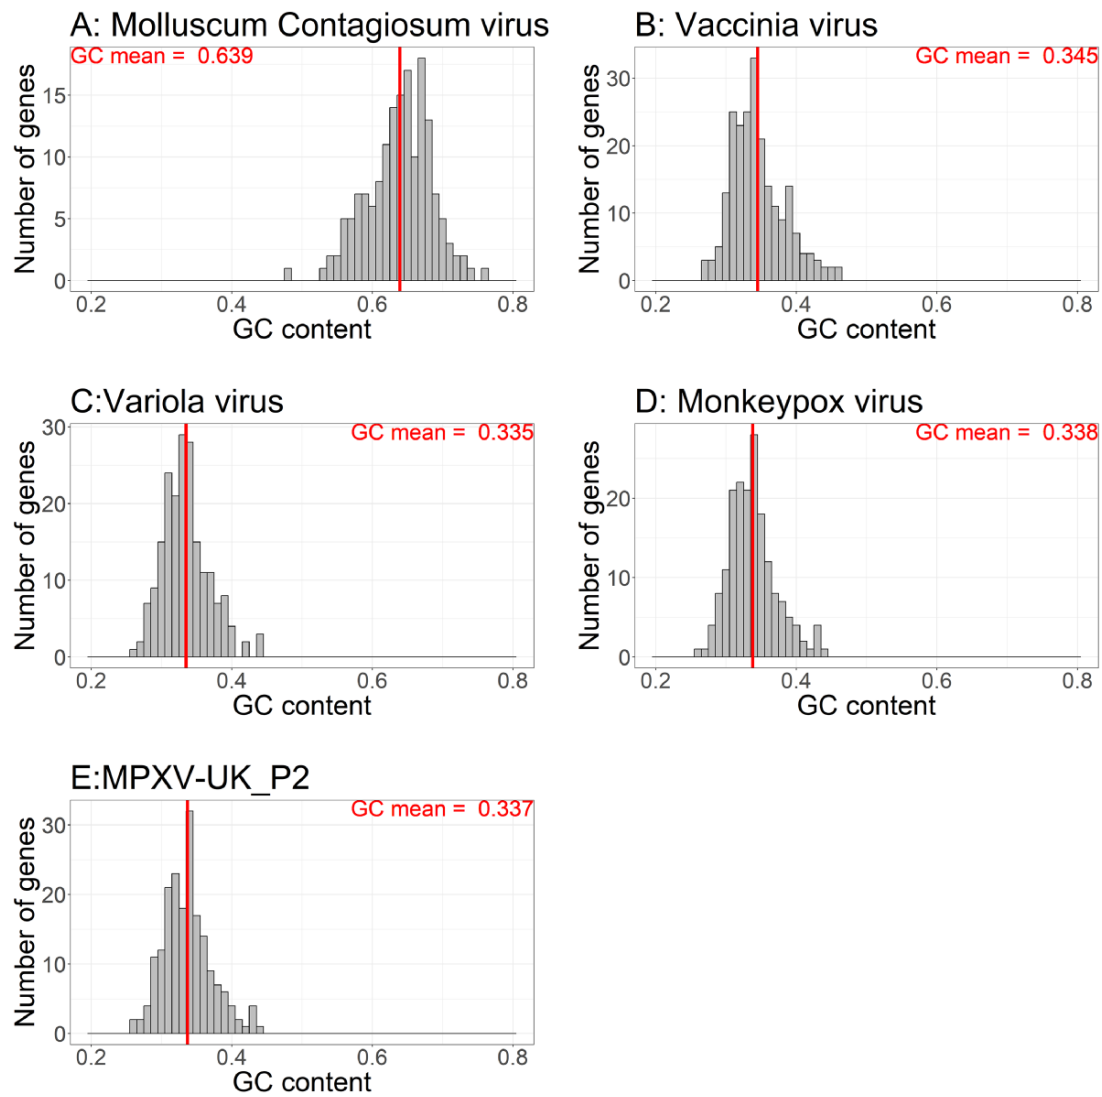 A: Molluscum Contagiosum virus
GC mean =  0.639
Number of genes
15
10
5
0
0.2 0.4 0.6 0.8
GC content
B: Vaccinia virus
GC mean =  0.345
Number of genes
30
20
10
0
0.2 0.4 0.6 0.8
GC content
C:Variola virus
GC mean =  0.335
Number of genes
30
20
10
0
0.2 0.4 0.6 0.8
GC content
D: Monkeypox virus
GC mean =  0.338
Number of genes
20
10
0
0.2 0.4 0.6 0.8
GC content
E:MPXV-UK_P2
GC mean =  0.337
Number of genes
30
20
10
0
0.2 0.4 0.6 0.8
GC content